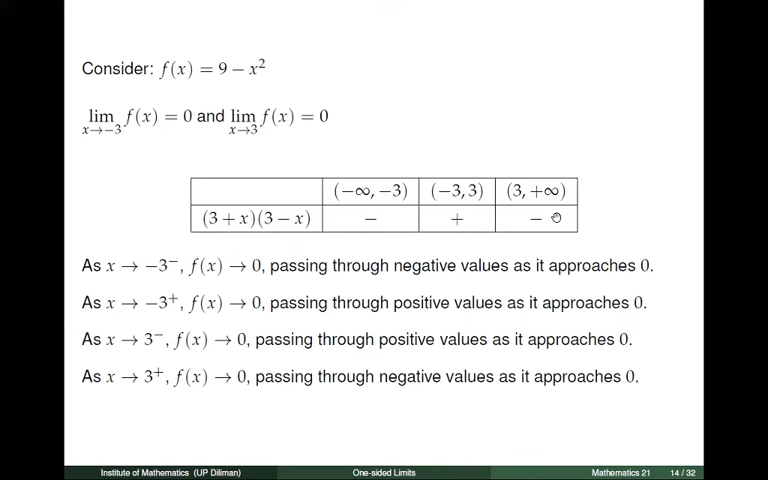 Consider: f(x) = 9 − x²
lim x→−3 f(x) = 0 and lim x→3 f(x) = 0
(−∞, −3) (−3, 3) (3, +∞)
(3 + x)(3 − x) − + −
As x → −3⁻, f(x) → 0, passing through negative values as it approaches 0.
As x → −3⁺, f(x) → 0, passing through positive values as it approaches 0.
As x → 3⁻, f(x) → 0, passing through positive values as it approaches 0.
As x → 3⁺, f(x) → 0, passing through negative values as it approaches 0.
Institute of Mathematics (UP Diliman) One-sided Limits Mathematics 21 14 / 32